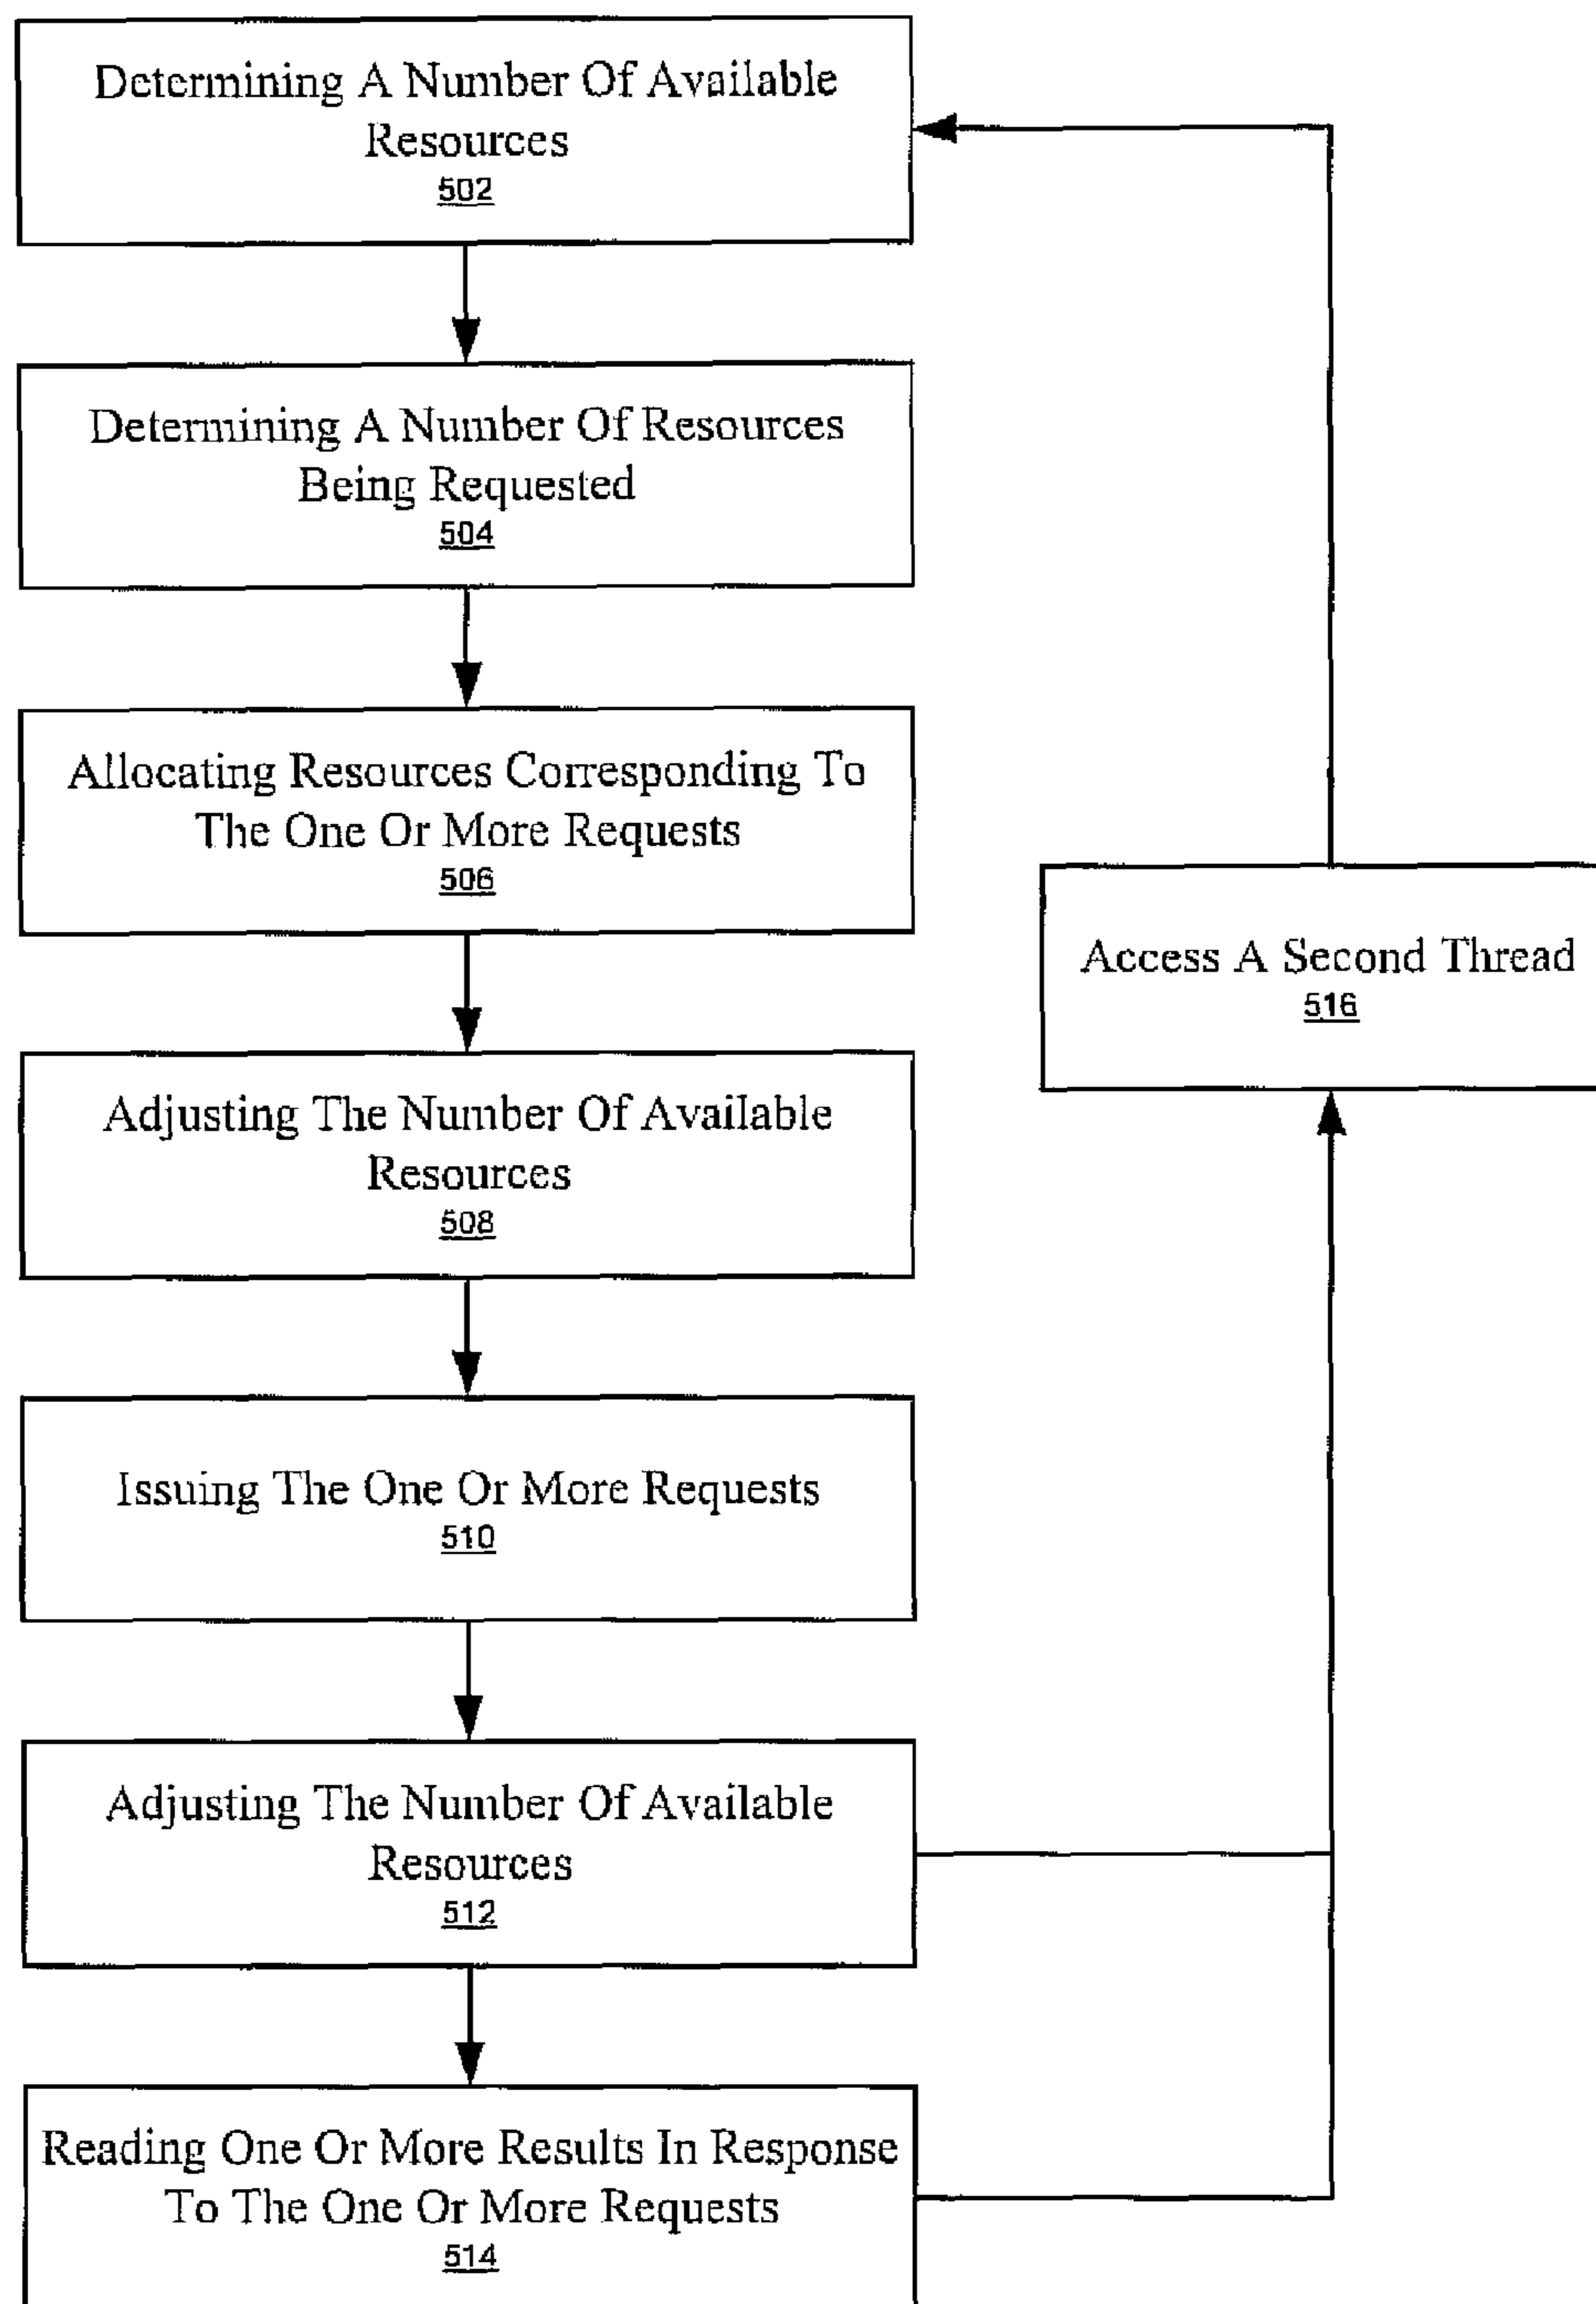 Determining A Number Of Available
Resources
502
Determining A Number Of Resources
Being Requested
504
Allocating Resources Corresponding To
The One Or More Requests
506
Adjusting The Number Of Available
Resources
508
Issuing The One Or More Requests
510
Adjusting The Number Of Available
Resources
512
Reading One Or More Results In Response
To The One Or More Requests
514
Access A Second Thread
516